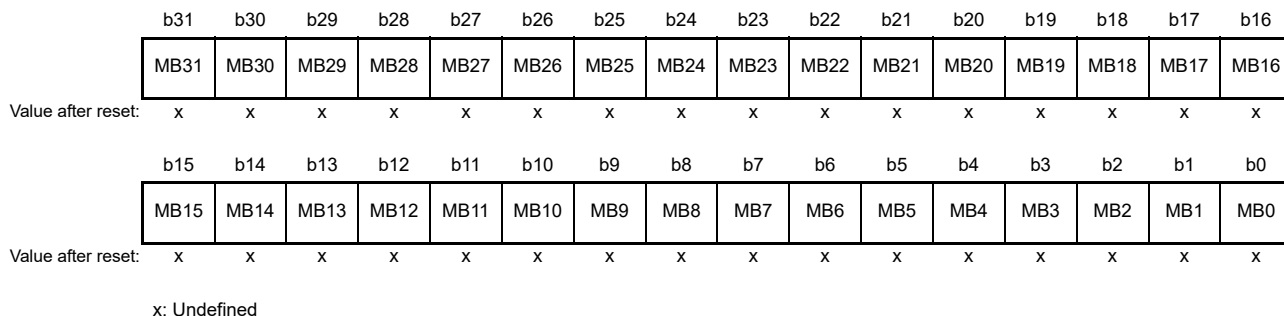 b31 b30 b29 b28 b27 b26 b25 b24 b23 b22 b21 b20 b19 b18 b17 b16
MB31 MB30 MB29 MB28 MB27 MB26 MB25 MB24 MB23 MB22 MB21 MB20 MB19 MB18 MB17 MB16
Value after reset: x x x x x x x x x x x x x x x x
b15 b14 b13 b12 b11 b10 b9 b8 b7 b6 b5 b4 b3 b2 b1 b0
MB15 MB14 MB13 MB12 MB11 MB10 MB9 MB8 MB7 MB6 MB5 MB4 MB3 MB2 MB1 MB0
Value after reset: x x x x x x x x x x x x x x x x
x: Undefined